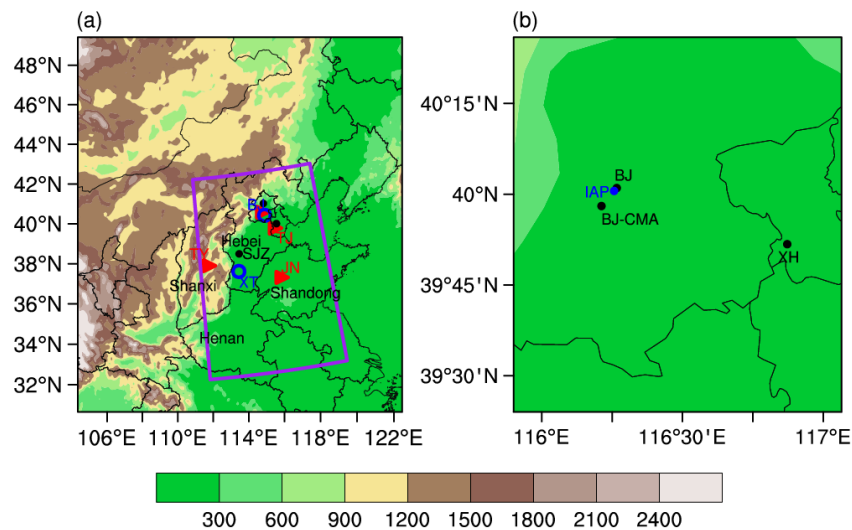 (a)
(b)
48°N
46°N
44°N
42°N
40°N
38°N
36°N
34°N
32°N
TJ
Hebei
SJZ
TY
JN
XT
Shanxi
Shandong
Henan
106°E 110°E 114°E 118°E 122°E
40°15'N
40°N
39°45'N
39°30'N
BJ
IAP
BJ-CMA
XH
116°E 116°30'E 117°E
300 600 900 1200 1500 1800 2100 2400